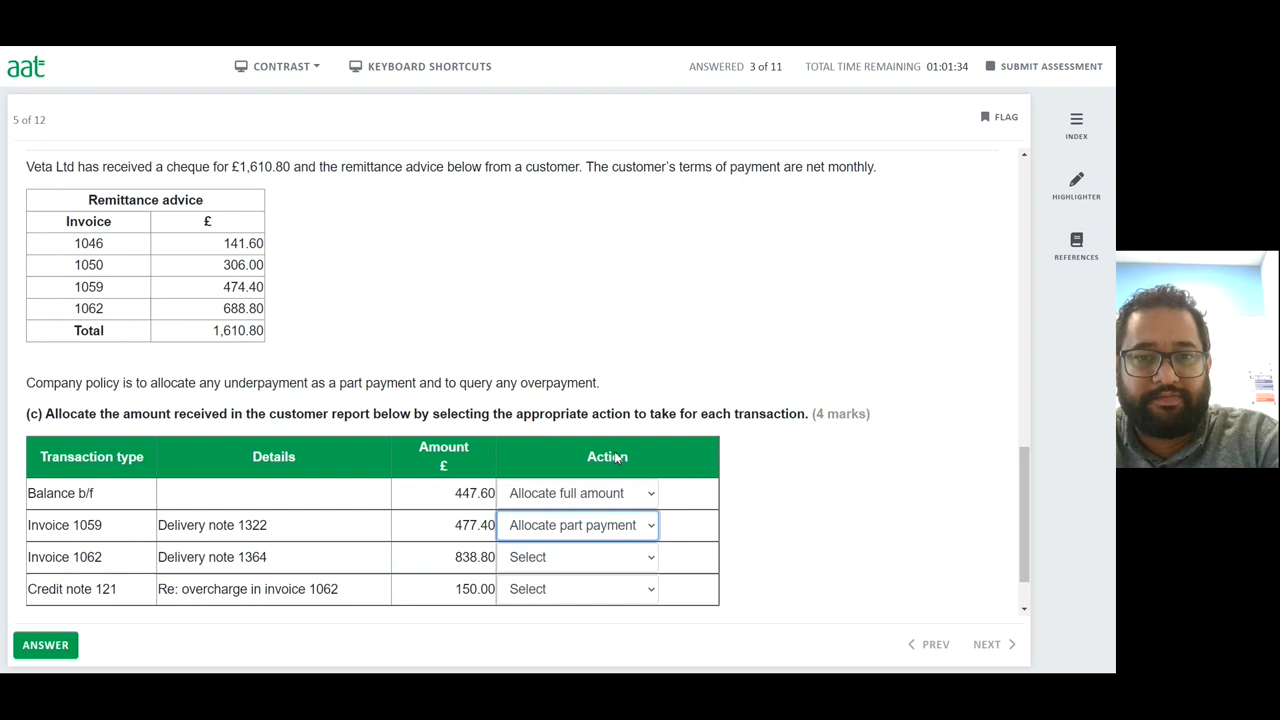 aat
CONTRAST
KEYBOARD SHORTCUTS
ANSWERED 3 of 11
TOTAL TIME REMAINING 01:01:34
SUBMIT ASSESSMENT
5 of 12
FLAG
INDEX
HIGHLIGHTER
REFERENCES
Veta Ltd has received a cheque for £1,610.80 and the remittance advice below from a customer. The customer's terms of payment are net monthly.
Remittance advice
Invoice £
1046 141.60
1050 306.00
1059 474.40
1062 688.80
Total 1,610.80
Company policy is to allocate any underpayment as a part payment and to query any overpayment.
(c) Allocate the amount received in the customer report below by selecting the appropriate action to take for each transaction. (4 marks)
Transaction type Details Amount £ Action
Balance b/f 447.60 Allocate full amount
Invoice 1059 Delivery note 1322 477.40 Allocate part payment
Invoice 1062 Delivery note 1364 838.80 Select
Credit note 121 Re: overcharge in invoice 1062 150.00 Select
ANSWER
PREV
NEXT